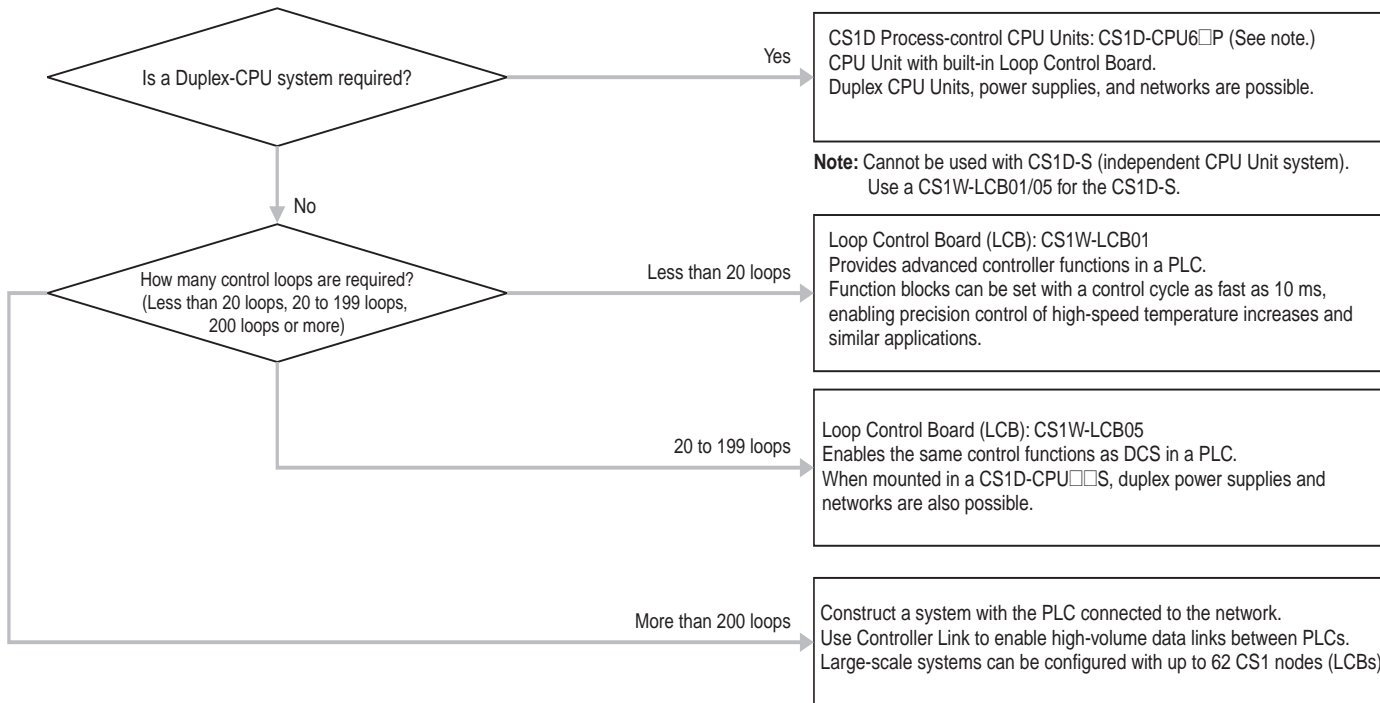 Is a Duplex-CPU system required?
Yes
CS1D Process-control CPU Units: CS1D-CPU6□P (See note.)
CPU Unit with built-in Loop Control Board.
Duplex CPU Units, power supplies, and networks are possible.
Note: Cannot be used with CS1D-S (independent CPU Unit system).
Use a CS1W-LCB01/05 for the CS1D-S.
No
How many control loops are required?
(Less than 20 loops, 20 to 199 loops,
200 loops or more)
Less than 20 loops
Loop Control Board (LCB): CS1W-LCB01
Provides advanced controller functions in a PLC.
Function blocks can be set with a control cycle as fast as 10 ms,
enabling precision control of high-speed temperature increases and
similar applications.
20 to 199 loops
Loop Control Board (LCB): CS1W-LCB05
Enables the same control functions as DCS in a PLC.
When mounted in a CS1D-CPU□□S, duplex power supplies and
networks are also possible.
More than 200 loops
Construct a system with the PLC connected to the network.
Use Controller Link to enable high-volume data links between PLCs.
Large-scale systems can be configured with up to 62 CS1 nodes (LCBs)